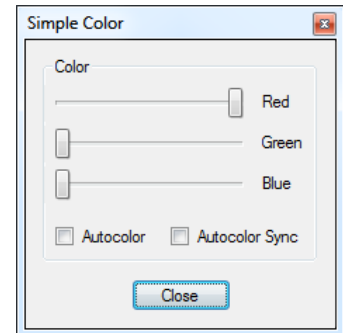 Simple Color
Color
Red
Green
Blue
Autocolor Autocolor Sync
Close